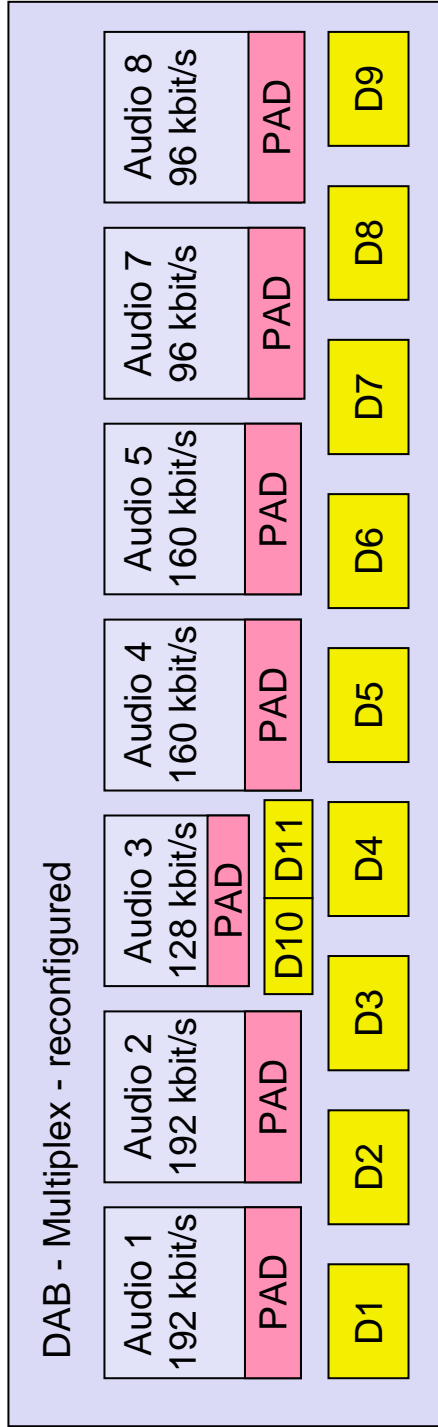 DAB - Multiplex - reconfigured
Audio 1
192 kbit/s
PAD
Audio 2
192 kbit/s
PAD
Audio 3
128 kbit/s
PAD
D10
D11
Audio 4
160 kbit/s
PAD
Audio 5
160 kbit/s
PAD
Audio 7
96 kbit/s
PAD
Audio 8
96 kbit/s
PAD
D1
D2
D3
D4
D5
D6
D7
D8
D9